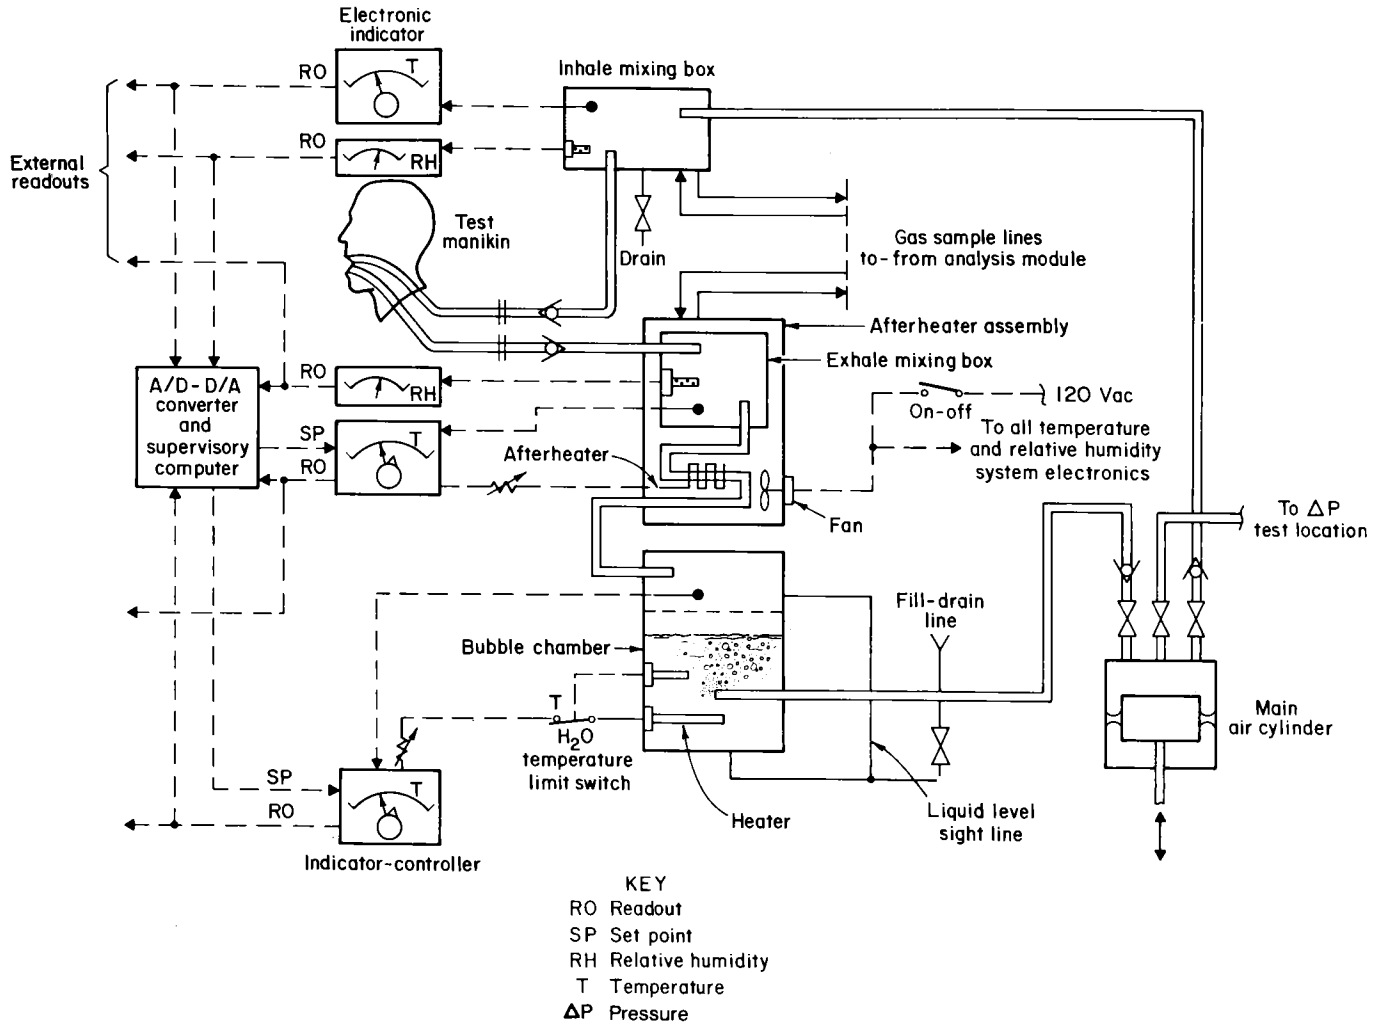 Electronic
indicator
T
RO
Inhale mixing box
RO
RH
External
readouts
Test
manikin
Drain
Gas sample lines
to-from analysis module
Afterheater assembly
Exhale mixing box
RO
RH
A/D-D/A
converter
and
supervisory
computer
SP
T
RO
Afterheater
On-off
120 Vac
To all temperature
and relative humidity
system electronics
Fan
To ΔP
test location
Fill-drain
line
Bubble chamber
T
H2O
temperature
limit switch
Main
air cylinder
SP
T
RO
Heater
Liquid level
sight line
Indicator-controller
KEY
RO Readout
SP Set point
RH Relative humidity
T Temperature
ΔP Pressure